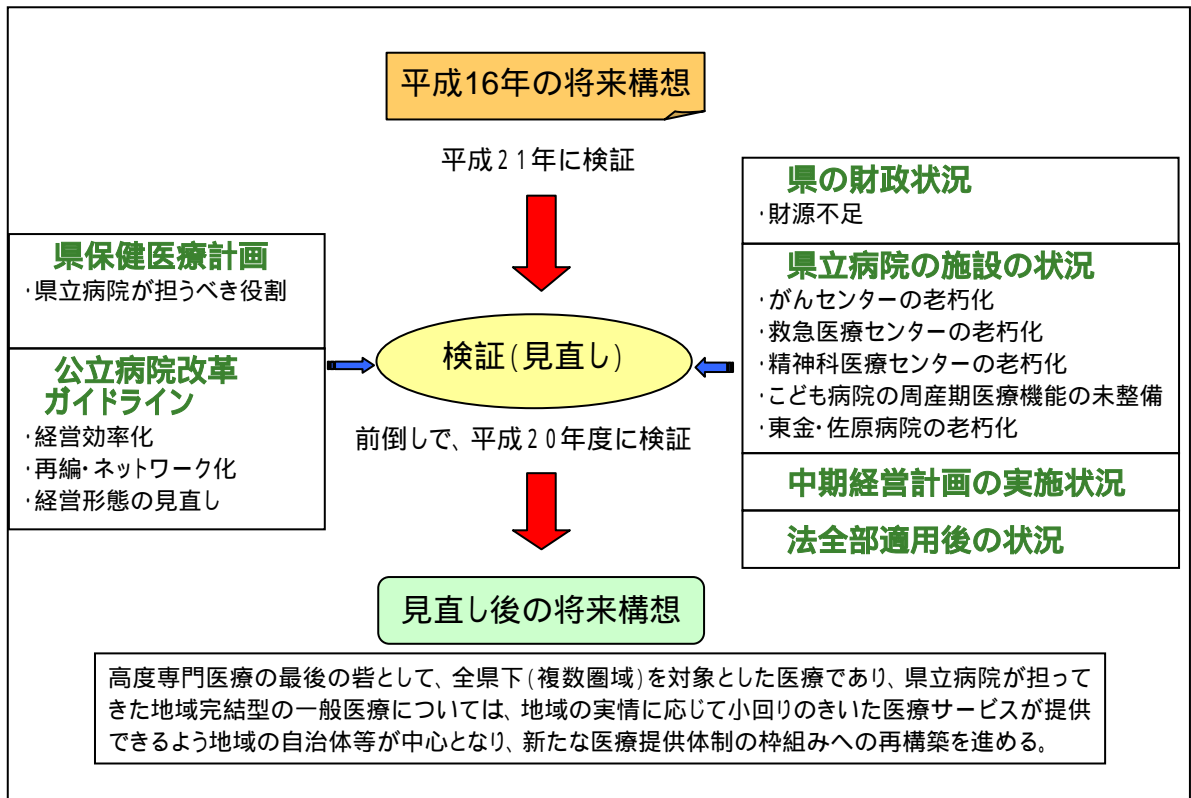 平成16年の将来構想
平成21年に検証
県保健医療計画
・県立病院が担うべき役割
公立病院改革
ガイドライン
・経営効率化
・再編・ネットワーク化
・経営形態の見直し
検証(見直し)
県の財政状況
・財源不足
県立病院の施設の状況
・がんセンターの老朽化
・救急医療センターの老朽化
・精神科医療センターの老朽化
・こども病院の周産期医療機能の未整備
・東金・佐原病院の老朽化
中期経営計画の実施状況
法全部適用後の状況
前倒しで、平成20年度に検証
見直し後の将来構想
高度専門医療の最後の砦として、全県下(複数圏域)を対象とした医療であり、県立病院が担って
きた地域完結型の一般医療については、地域の実情に応じて小回りのきいた医療サービスが提供
できるよう地域の自治体等が中心となり、新たな医療提供体制の枠組みへの再構築を進める。